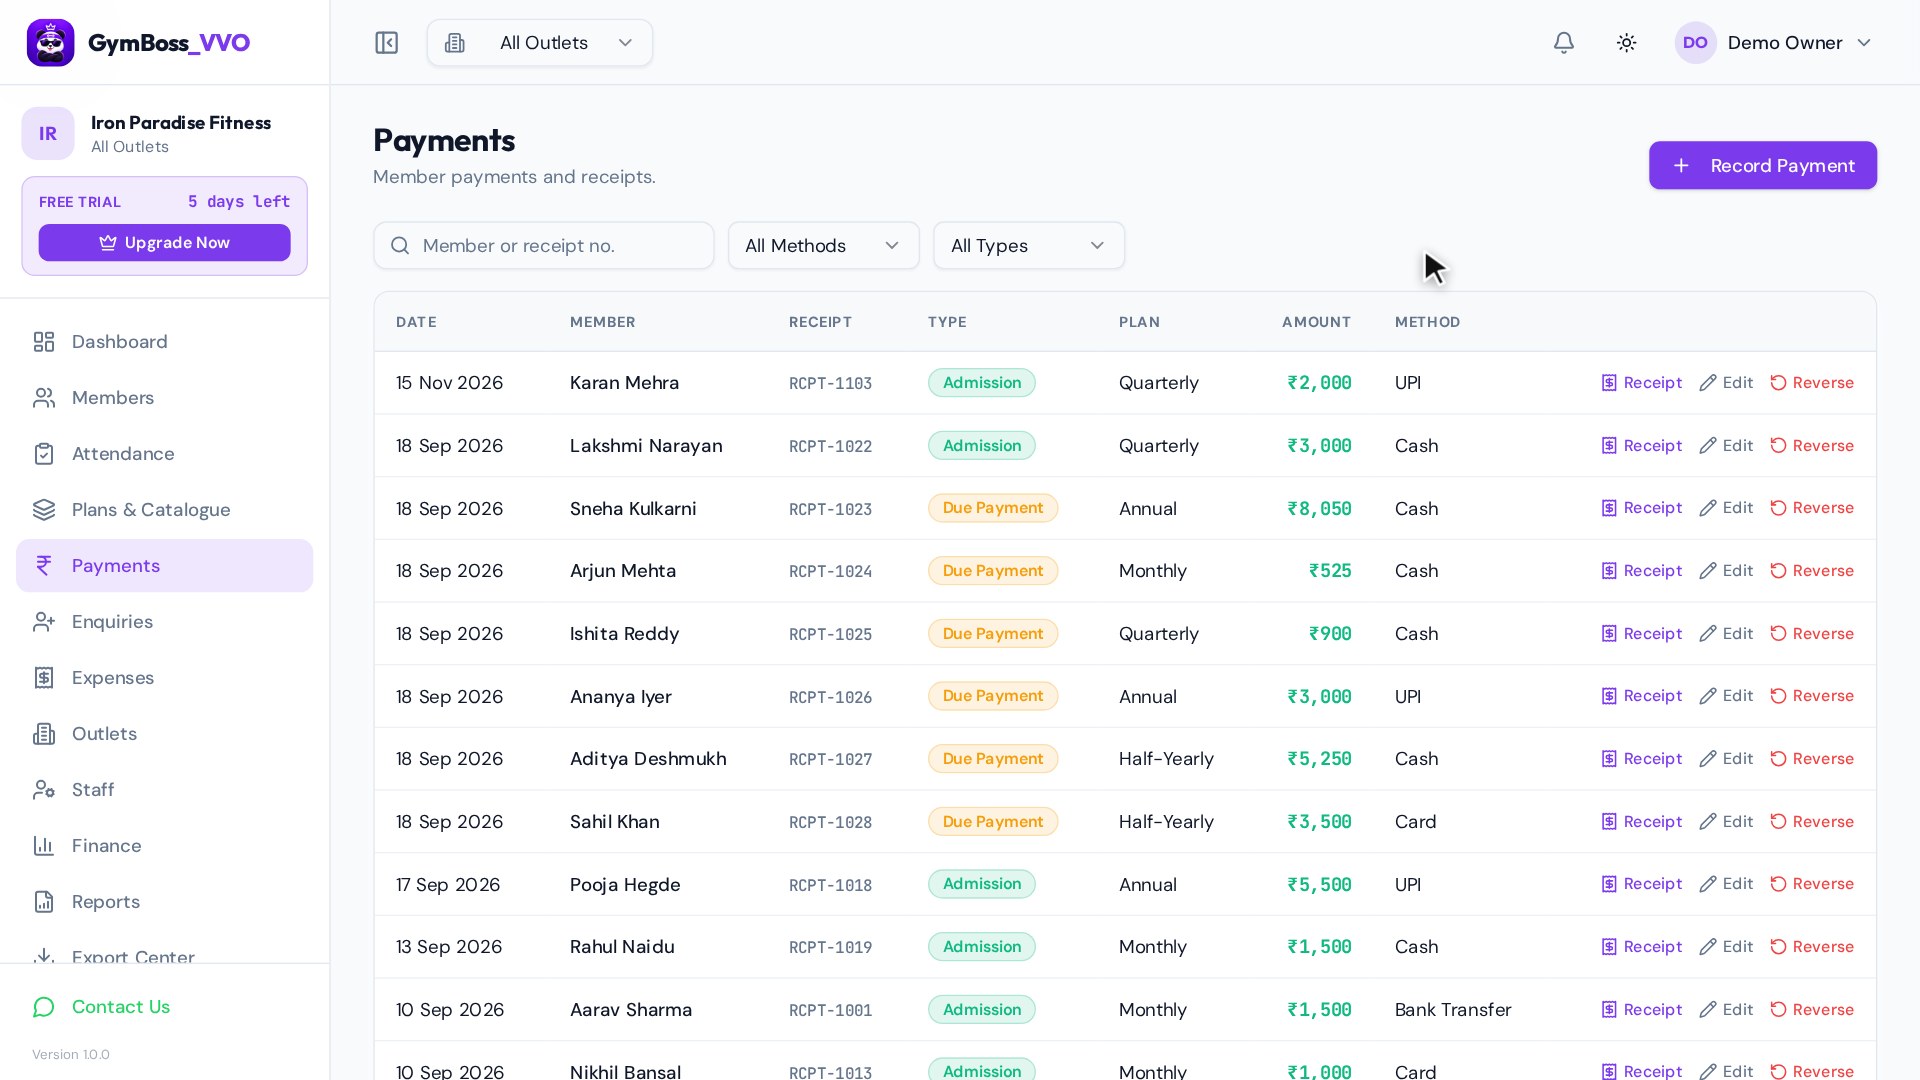 GymBoss_VVO
All Outlets
DO Demo Owner
IR
Iron Paradise Fitness
All Outlets
FREE TRIAL 5 days left
Upgrade Now
Dashboard
Members
Attendance
Plans & Catalogue
Payments
Enquiries
Expenses
Outlets
Staff
Finance
Reports
Export Center
Contact Us
Version 1.0.0
Payments
Member payments and receipts.
Record Payment
Member or receipt no. All Methods All Types
DATE MEMBER RECEIPT TYPE PLAN AMOUNT METHOD
15 Nov 2026 Karan Mehra RCPT-1103 Admission Quarterly ₹2,000 UPI Receipt Edit Reverse
18 Sep 2026 Lakshmi Narayan RCPT-1022 Admission Quarterly ₹3,000 Cash Receipt Edit Reverse
18 Sep 2026 Sneha Kulkarni RCPT-1023 Due Payment Annual ₹8,050 Cash Receipt Edit Reverse
18 Sep 2026 Arjun Mehta RCPT-1024 Due Payment Monthly ₹525 Cash Receipt Edit Reverse
18 Sep 2026 Ishita Reddy RCPT-1025 Due Payment Quarterly ₹900 Cash Receipt Edit Reverse
18 Sep 2026 Ananya Iyer RCPT-1026 Due Payment Annual ₹3,000 UPI Receipt Edit Reverse
18 Sep 2026 Aditya Deshmukh RCPT-1027 Due Payment Half-Yearly ₹5,250 Cash Receipt Edit Reverse
18 Sep 2026 Sahil Khan RCPT-1028 Due Payment Half-Yearly ₹3,500 Card Receipt Edit Reverse
17 Sep 2026 Pooja Hegde RCPT-1018 Admission Annual ₹5,500 UPI Receipt Edit Reverse
13 Sep 2026 Rahul Naidu RCPT-1019 Admission Monthly ₹1,500 Cash Receipt Edit Reverse
10 Sep 2026 Aarav Sharma RCPT-1001 Admission Monthly ₹1,500 Bank Transfer Receipt Edit Reverse
10 Sep 2026 Nikhil Bansal RCPT-1013 Admission Monthly ₹1,000 Card Receipt Edit Reverse